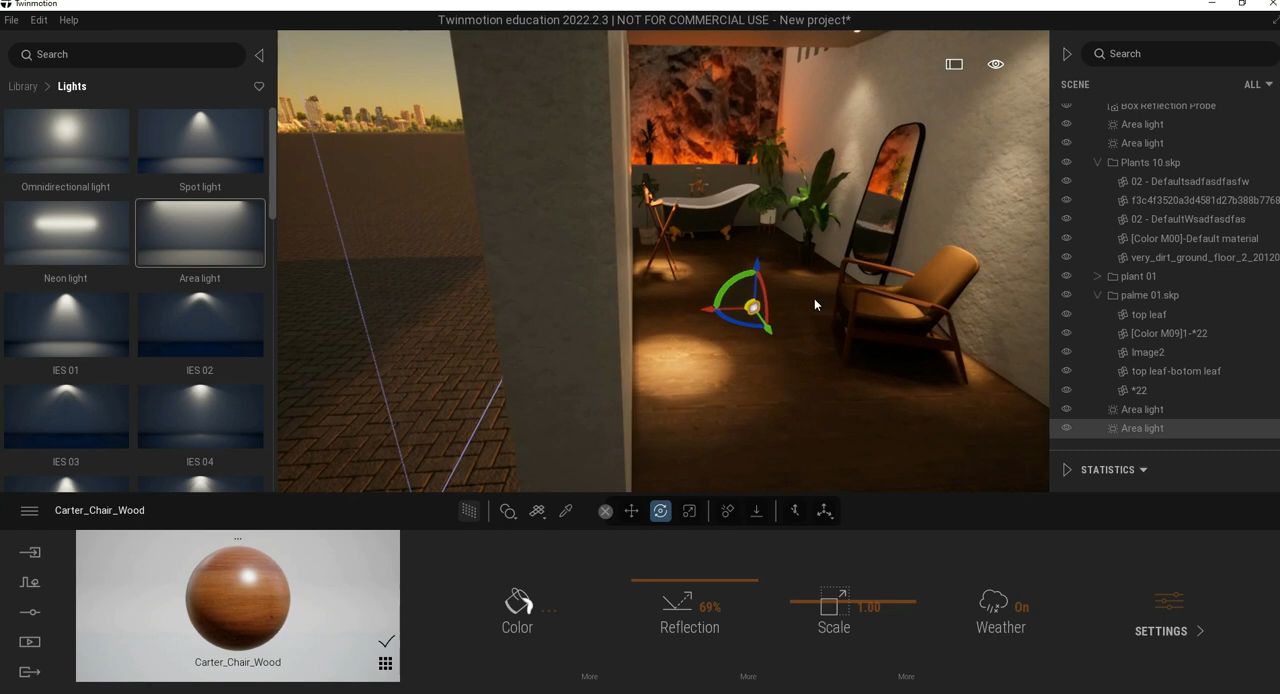 Twinmotion
File Edit Help
Twinmotion education 2022.2.3 | NOT FOR COMMERCIAL USE - New project*
Search
Library > Lights
Omnidirectional light
Spot light
Neon light
Area light
IES 01
IES 02
IES 03
IES 04
Search
SCENE
ALL
Box Reflection Probe
Area light
Area light
Plants 10.skp
02 - Defaultsadfasdfasfw
f3c4f3520a3d4581d27b388b7768
02 - DefaultWsadfasdfas
[Color M00]-Default material
very_dirt_ground_floor_2_20120
plant 01
palme 01.skp
top leaf
[Color M09]1-*22
Image2
top leaf-botom leaf
*22
Area light
Area light
STATISTICS
Carter_Chair_Wood
...
Carter_Chair_Wood
...
Color
69%
Reflection
1.00
Scale
On
Weather
SETTINGS >
More
More
More